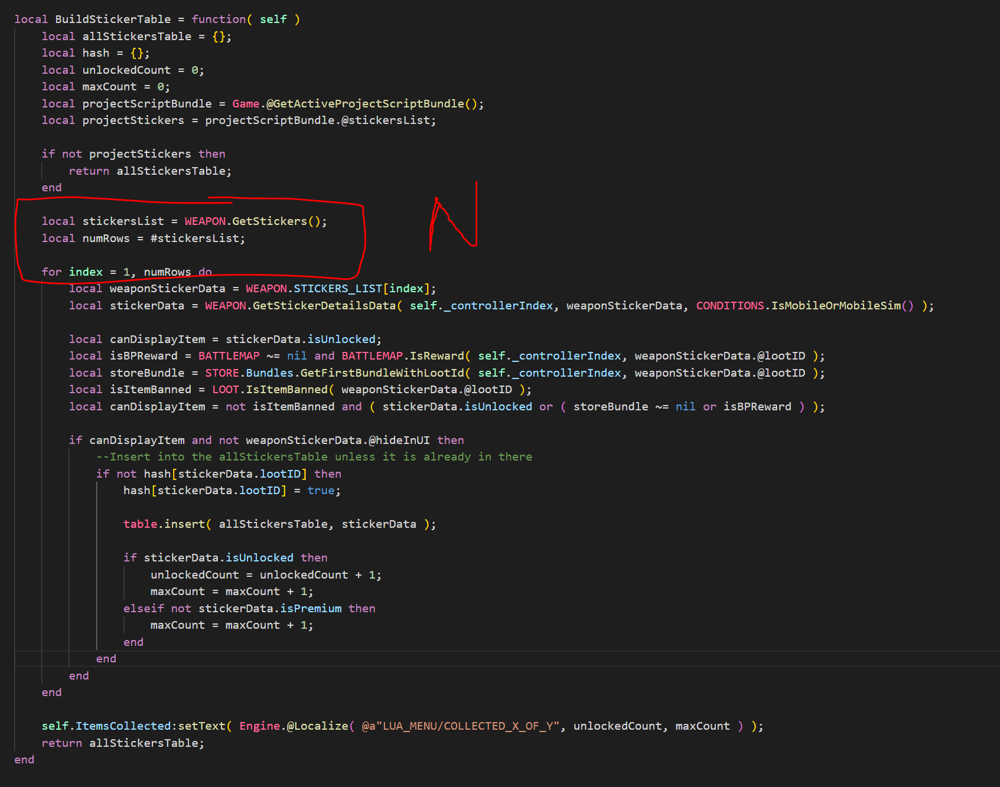 local BuildStickerTable = function( self )
local allStickersTable = {};
local hash = {};
local unlockedCount = 0;
local maxCount = 0;
local projectScriptBundle = Game.@GetActiveProjectScriptBundle();
local projectStickers = projectScriptBundle.@stickersList;
if not projectStickers then
return allStickersTable;
end
local stickersList = WEAPON.GetStickers();
local numRows = #stickersList;
N
for index = 1, numRows do
local weaponStickerData = WEAPON.STICKERS_LIST[index];
local stickerData = WEAPON.GetStickerDetailsData( self._controllerIndex, weaponStickerData, CONDITIONS.IsMobileOrMobileSim() );
local canDisplayItem = stickerData.isUnlocked;
local isBPReward = BATTLEMAP ~= nil and BATTLEMAP.IsReward( self._controllerIndex, weaponStickerData.@lootID );
local storeBundle = STORE.Bundles.GetFirstBundleWithLootId( self._controllerIndex, weaponStickerData.@lootID );
local isItemBanned = LOOT.IsItemBanned( weaponStickerData.@lootID );
local canDisplayItem = not isItemBanned and ( stickerData.isUnlocked or ( storeBundle ~= nil or isBPReward ) );
if canDisplayItem and not weaponStickerData.@hideInUI then
--Insert into the allStickersTable unless it is already in there
if not hash[stickerData.lootID] then
hash[stickerData.lootID] = true;
table.insert( allStickersTable, stickerData );
if stickerData.isUnlocked then
unlockedCount = unlockedCount + 1;
maxCount = maxCount + 1;
elseif not stickerData.isPremium then
maxCount = maxCount + 1;
end
end
end
end
self.ItemsCollected:setText( Engine.@Localize( @a"LUA_MENU/COLLECTED_X_OF_Y", unlockedCount, maxCount ) );
return allStickersTable;
end